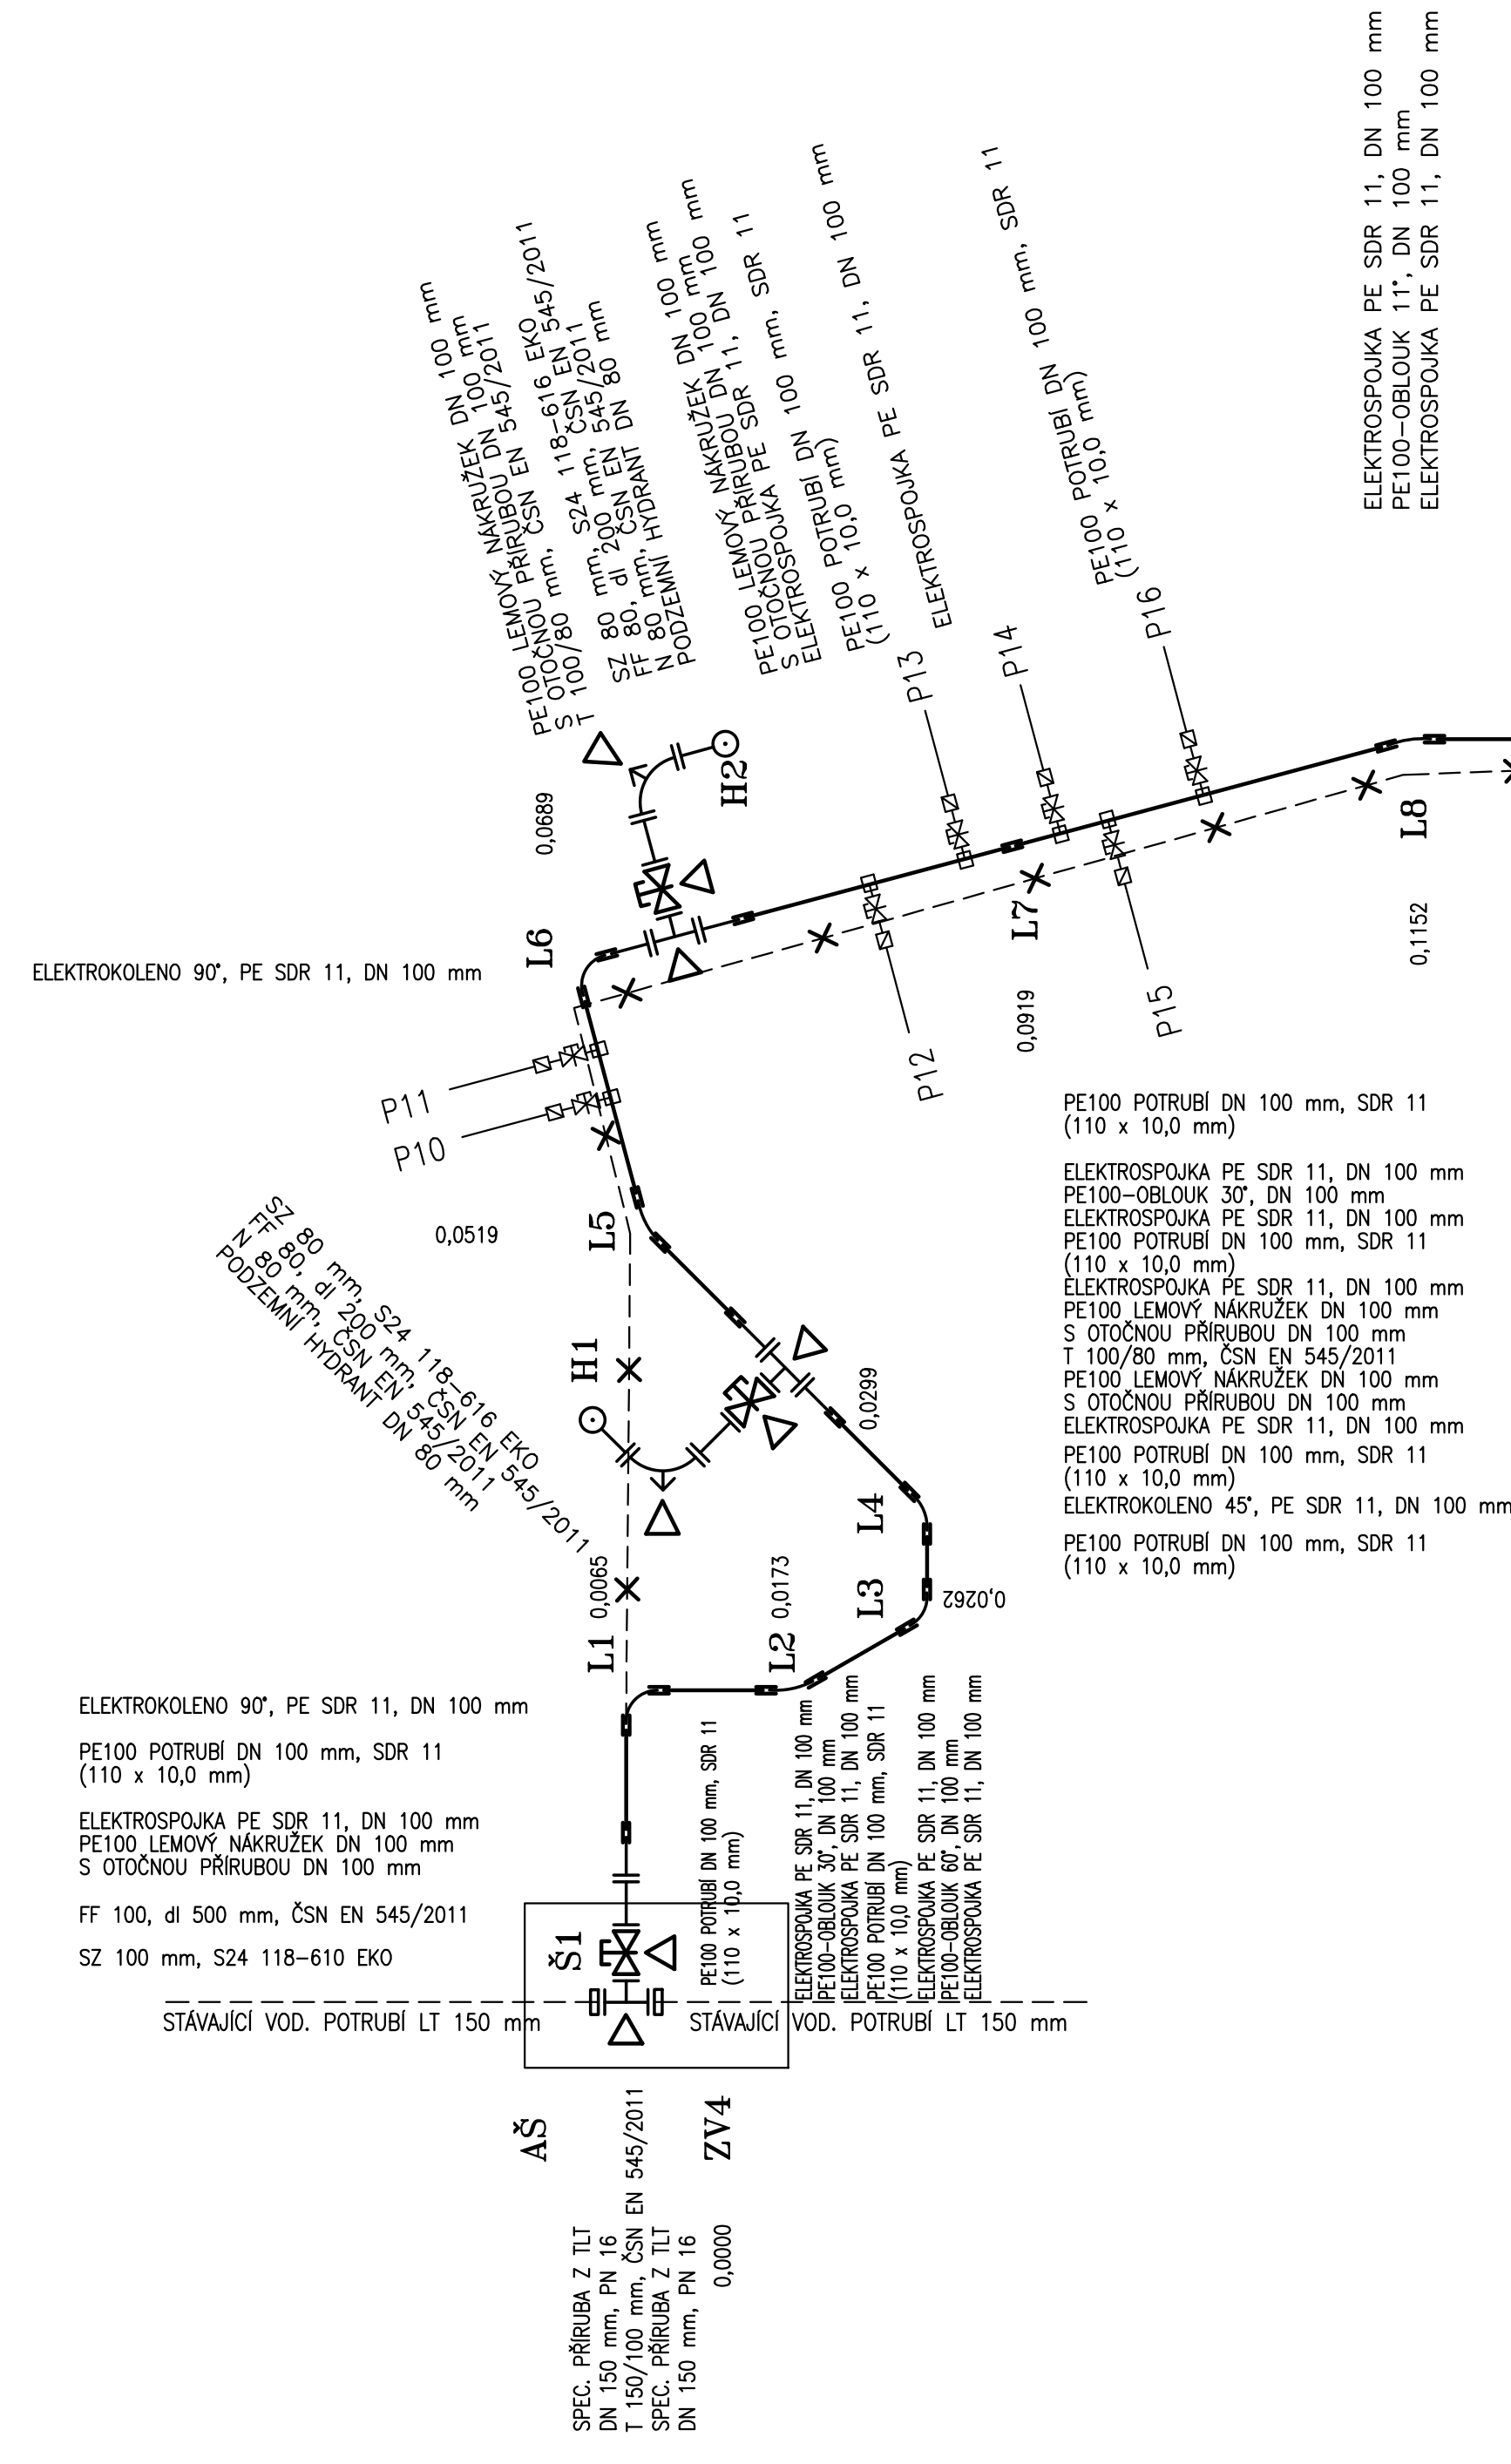 ELEKTROSPOJKA PE SDR 11, DN 100 mm
PE100-OBLOUK 11°, DN 100 mm
ELEKTROSPOJKA PE SDR 11, DN 100 mm
PE100 LEMOVÝ NÁKRUŽEK DN 100 mm
S OTOČNOU PŘÍRUBOU DN 100 mm
T 100/80 mm, ČSN EN 545/2011
SZ 80 mm, S24 118-616 EKO
FF 80, dl 200 mm, ČSN EN 545/2011
N 80 mm, ČSN EN 545/2011
PODZEMNÍ HYDRANT DN 80 mm
PE100 LEMOVÝ NÁKRUŽEK DN 100 mm
S OTOČNOU PŘÍRUBOU DN 100 mm
ELEKTROSPOJKA PE SDR 11, DN 100 mm
PE100 POTRUBÍ DN 100 mm, SDR 11
(110 x 10,0 mm)
ELEKTROSPOJKA PE SDR 11, DN 100 mm
PE100 POTRUBÍ DN 100 mm, SDR 11
(110 x 10,0 mm)
P13
P14
P16
H2
0,0689
L6
L7
L8
0,0919
0,1152
P15
P12
ELEKTROKOLENO 90°, PE SDR 11, DN 100 mm
P11
P10
0,0519
L5
SZ 80 mm, S24 118-616 EKO
FF 80, dl 200 mm, ČSN EN 545/2011
N 80 mm, ČSN EN 545/2011
PODZEMNÍ HYDRANT DN 80 mm
H1
0,0299
L4
L3
0,0262
0,0065
L1
0,0173
L2
PE100 POTRUBÍ DN 100 mm, SDR 11
(110 x 10,0 mm)
ELEKTROSPOJKA PE SDR 11, DN 100 mm
PE100-OBLOUK 30°, DN 100 mm
ELEKTROSPOJKA PE SDR 11, DN 100 mm
PE100 POTRUBÍ DN 100 mm, SDR 11
(110 x 10,0 mm)
ELEKTROSPOJKA PE SDR 11, DN 100 mm
PE100 LEMOVÝ NÁKRUŽEK DN 100 mm
S OTOČNOU PŘÍRUBOU DN 100 mm
T 100/80 mm, ČSN EN 545/2011
PE100 LEMOVÝ NÁKRUŽEK DN 100 mm
S OTOČNOU PŘÍRUBOU DN 100 mm
ELEKTROSPOJKA PE SDR 11, DN 100 mm
PE100 POTRUBÍ DN 100 mm, SDR 11
(110 x 10,0 mm)
ELEKTROKOLENO 45°, PE SDR 11, DN 100 mm
PE100 POTRUBÍ DN 100 mm, SDR 11
(110 x 10,0 mm)
ELEKTROKOLENO 90°, PE SDR 11, DN 100 mm
PE100 POTRUBÍ DN 100 mm, SDR 11
(110 x 10,0 mm)
ELEKTROSPOJKA PE SDR 11, DN 100 mm
PE100 LEMOVÝ NÁKRUŽEK DN 100 mm
S OTOČNOU PŘÍRUBOU DN 100 mm
FF 100, dl 500 mm, ČSN EN 545/2011
SZ 100 mm, S24 118-610 EKO
PE100 POTRUBÍ DN 100 mm, SDR 11
(110 x 10,0 mm)
ELEKTROSPOJKA PE SDR 11, DN 100 mm
PE100-OBLOUK 30°, DN 100 mm
ELEKTROSPOJKA PE SDR 11, DN 100 mm
PE100 POTRUBÍ DN 100 mm, SDR 11
(110 x 10,0 mm)
ELEKTROSPOJKA PE SDR 11, DN 100 mm
PE100-OBLOUK 60°, DN 100 mm
ELEKTROSPOJKA PE SDR 11, DN 100 mm
Š1
STÁVAJÍCÍ VOD. POTRUBÍ LT 150 mm
STÁVAJÍCÍ VOD. POTRUBÍ LT 150 mm
AŠ
ZV4
SPEC. PŘÍRUBA Z TLT
DN 150 mm, PN 16
T 150/100 mm, ČSN EN 545/2011
SPEC. PŘÍRUBA Z TLT
DN 150 mm, PN 16
0,0000